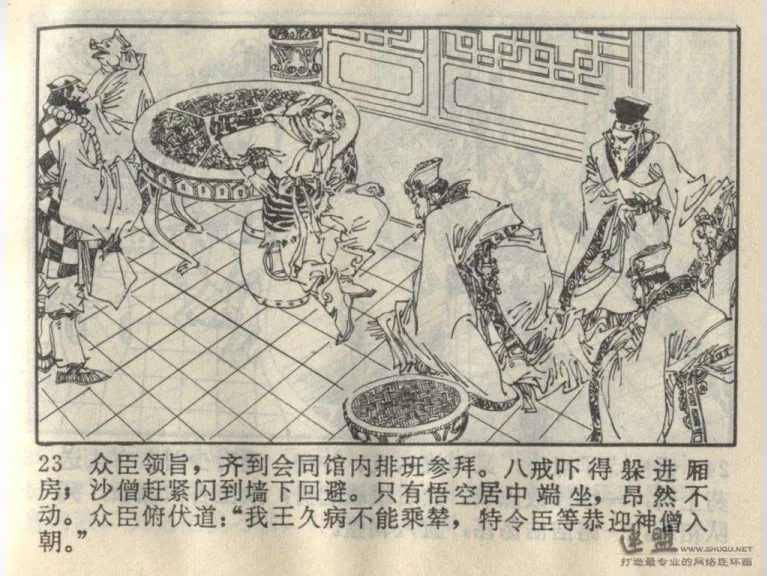 23 众臣领旨，齐到会同馆内排班参拜。八戒吓得躲进厢
房；沙僧赶紧闪到墙下回避。只有悟空居中端坐，昂然不
动。众臣俯伏道：“我王久病不能乘辇，特令臣等恭迎神僧入
朝。”
连盟 WWW.SHUQU.NET
打造最专业的网络连环画